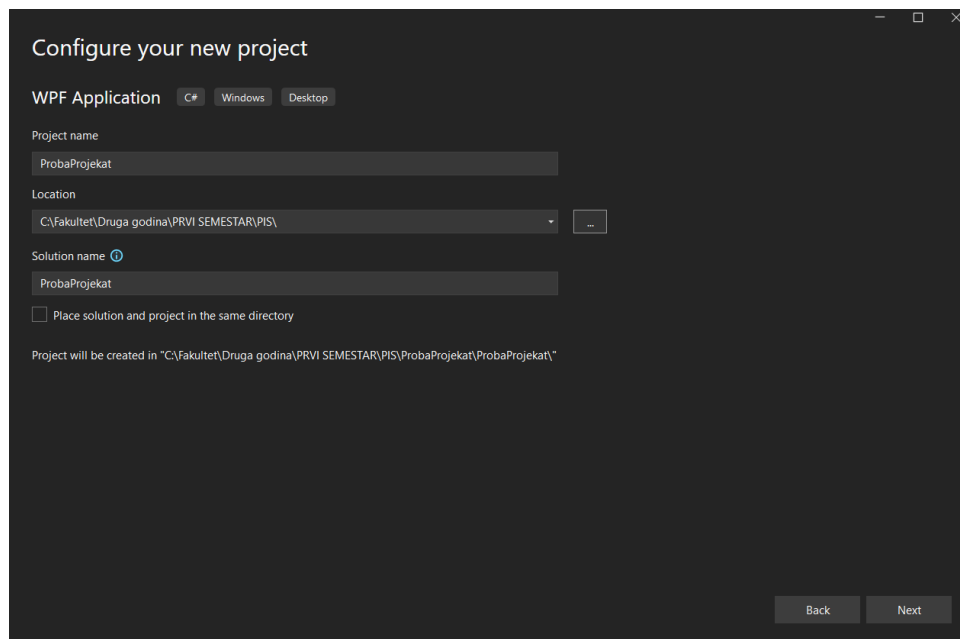 Configure your new project
WPF Application C# Windows Desktop
Project name
ProbaProjekat
Location
C:\Fakultet\Druga godina\PRVI SEMESTAR\PIS\
...
Solution name
ProbaProjekat
Place solution and project in the same directory
Project will be created in "C:\Fakultet\Druga godina\PRVI SEMESTAR\PIS\ProbaProjekat\ProbaProjekat\"
Back Next